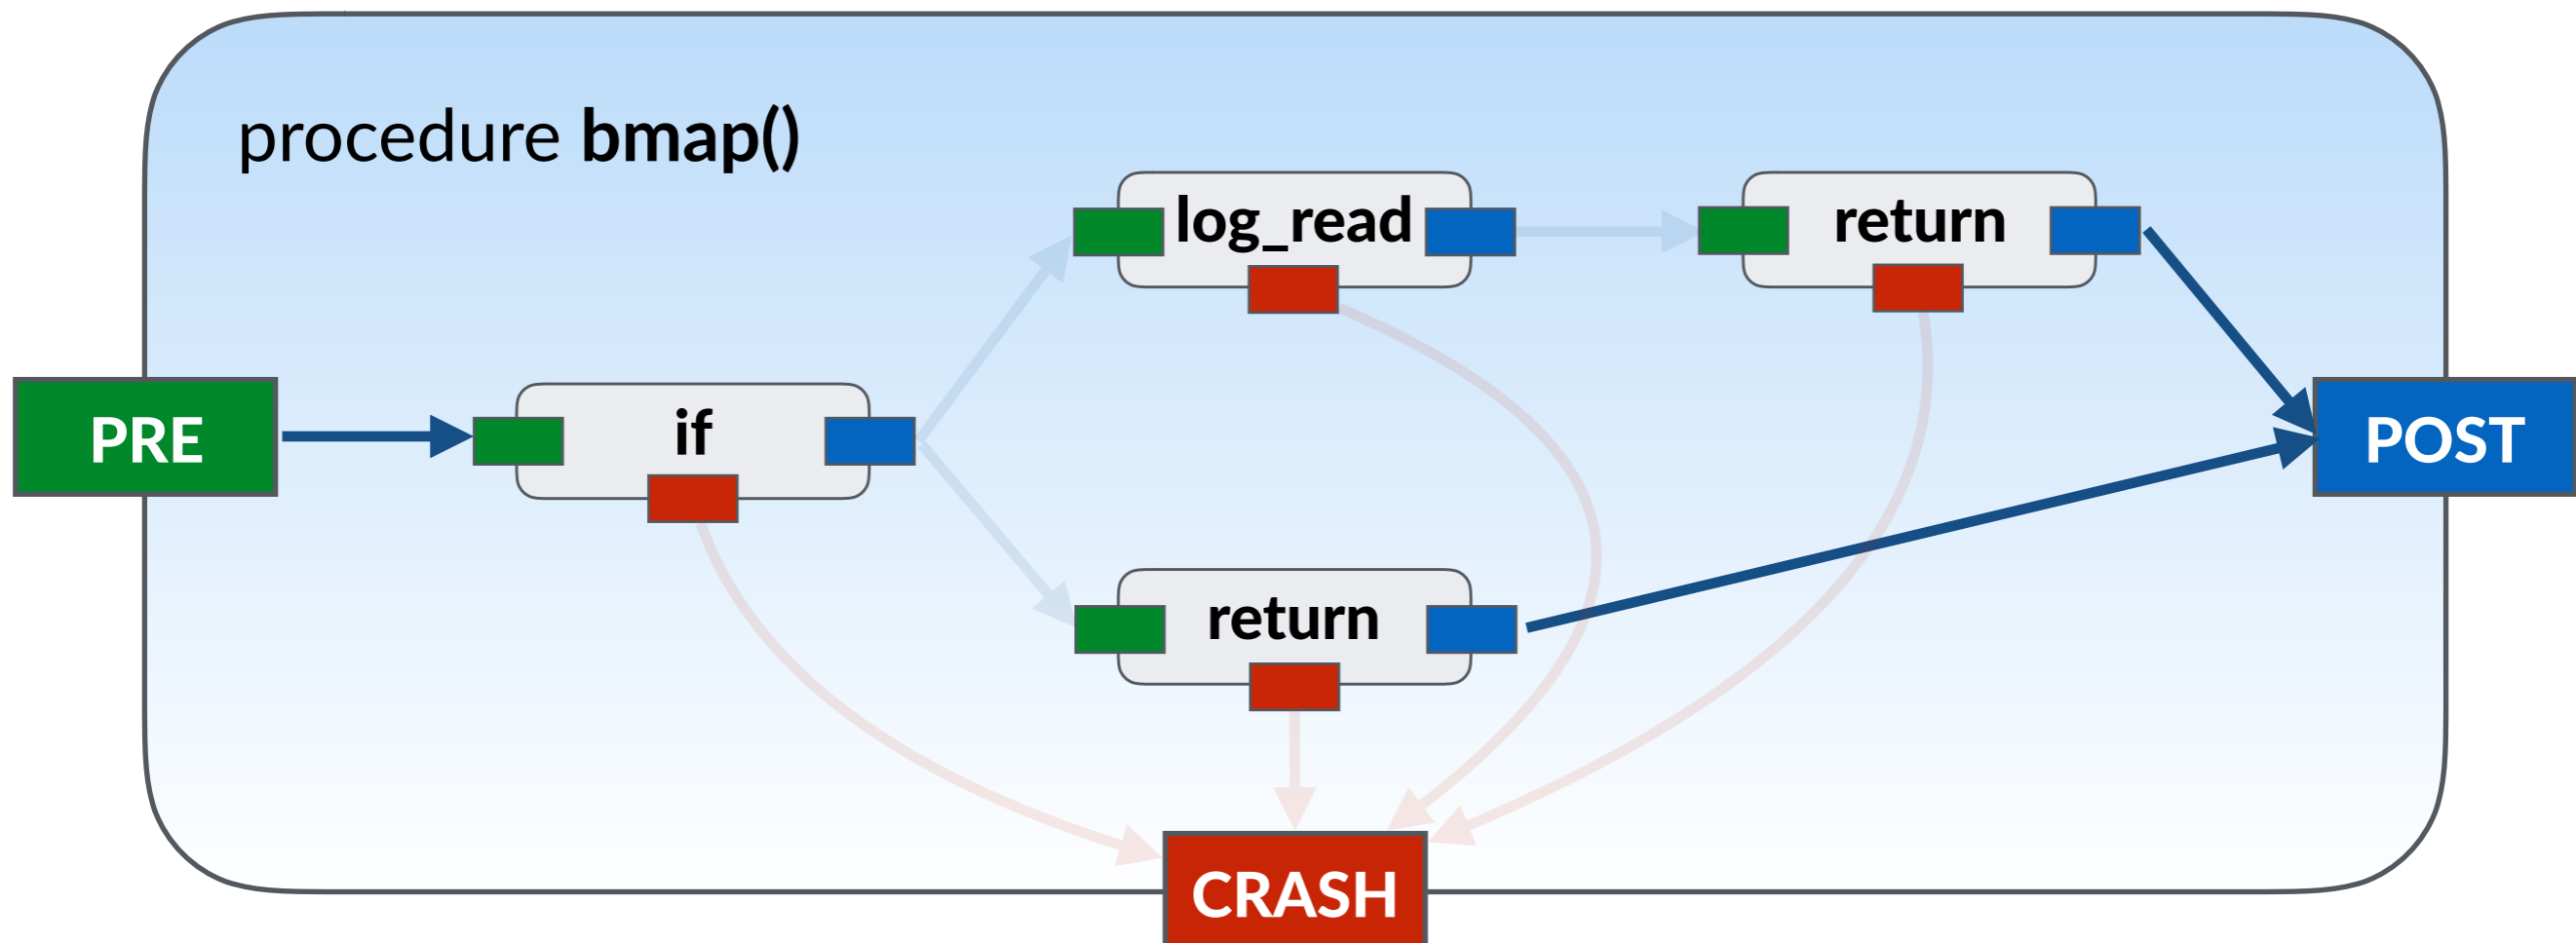 procedure bmap()
log_read
return
PRE
if
POST
return
CRASH